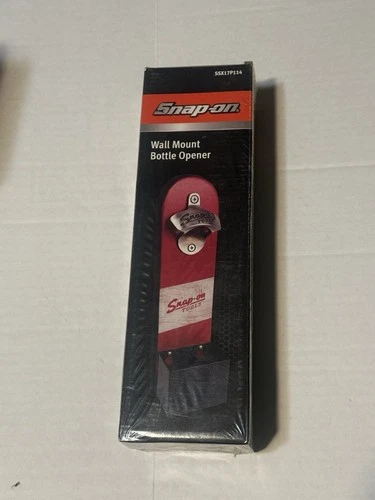 SSX17P114
Snap-on
Wall Mount
Bottle Opener
Snap-on
Snap-on
TOOLS